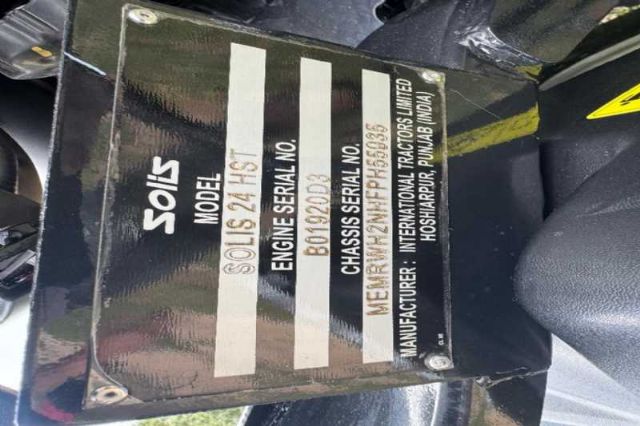 SOLIS
MODEL
SOLIS 24 HST
ENGINE SERIAL NO.
B01920D3
CHASSIS SERIAL NO.
MANUFACTURER : INTERNATIONAL TRACTORS LIMITED
HOSHIARPUR, PUNJAB (INDIA)